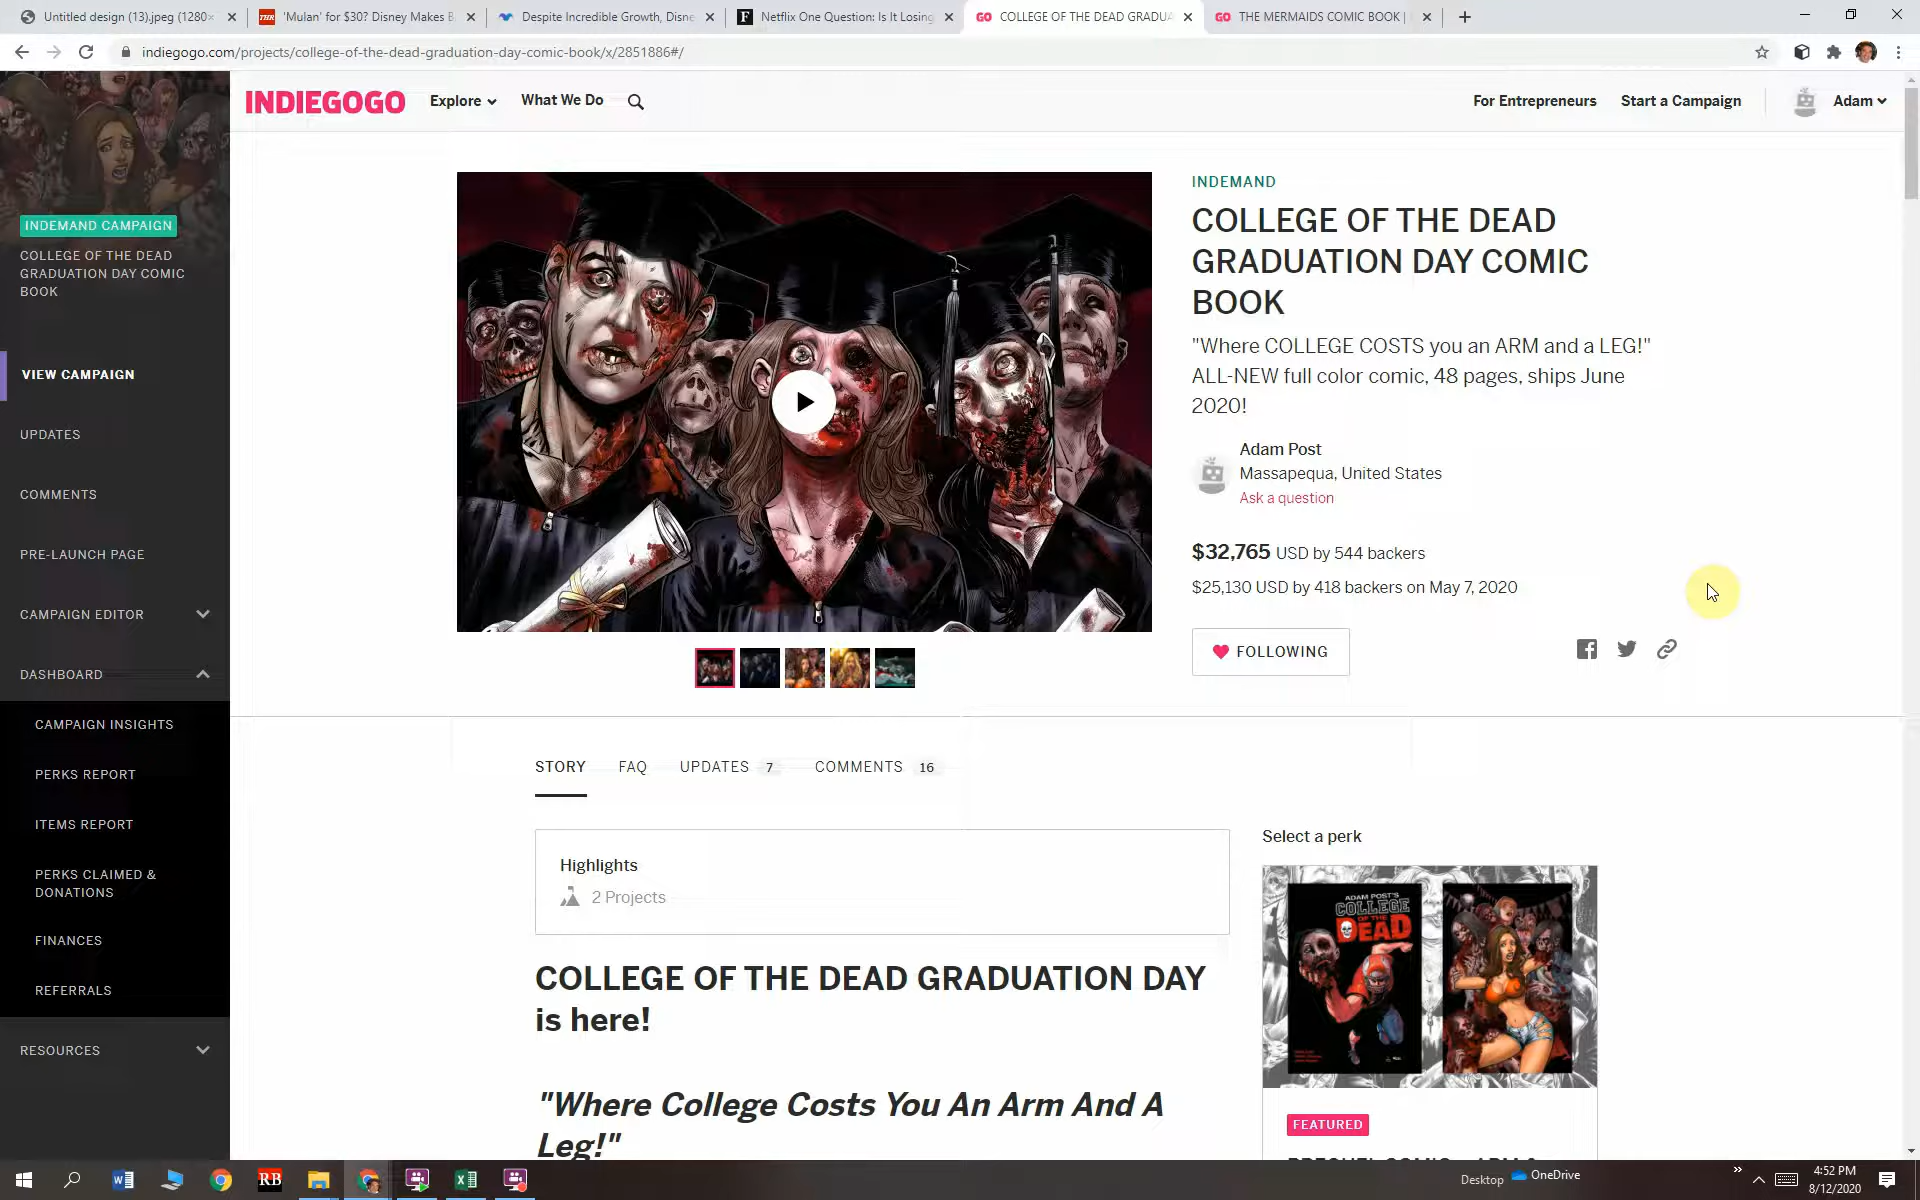 Untitled design (13).jpeg (1280×
THR 'Mulan' for $30? Disney Makes B
Despite Incredible Growth, Disne
F Netflix One Question: Is It Losing
GO COLLEGE OF THE DEAD GRADUA
GO THE MERMAIDS COMIC BOOK |
indiegogo.com/projects/college-of-the-dead-graduation-day-comic-book/x/2851886#/
INDIEGOGO
Explore
What We Do
For Entrepreneurs
Start a Campaign
Adam
INDEMAND CAMPAIGN
COLLEGE OF THE DEAD
GRADUATION DAY COMIC
BOOK
VIEW CAMPAIGN
UPDATES
COMMENTS
PRE-LAUNCH PAGE
CAMPAIGN EDITOR
DASHBOARD
CAMPAIGN INSIGHTS
PERKS REPORT
ITEMS REPORT
PERKS CLAIMED &
DONATIONS
FINANCES
REFERRALS
RESOURCES
INDEMAND
COLLEGE OF THE DEAD
GRADUATION DAY COMIC
BOOK
"Where COLLEGE COSTS you an ARM and a LEG!"
ALL-NEW full color comic, 48 pages, ships June
2020!
Adam Post
Massapequa, United States
Ask a question
$32,765 USD by 544 backers
$25,130 USD by 418 backers on May 7, 2020
FOLLOWING
STORY
FAQ
UPDATES 7
COMMENTS 16
Highlights
2 Projects
COLLEGE OF THE DEAD GRADUATION DAY
is here!
"Where College Costs You An Arm And A
Leg!"
Select a perk
ADAM POST'S
COLLEGE
OF THE
DEAD
FEATURED
PREQUEL COMIC - ARM &
RB
Desktop
OneDrive
4:52 PM
8/12/2020